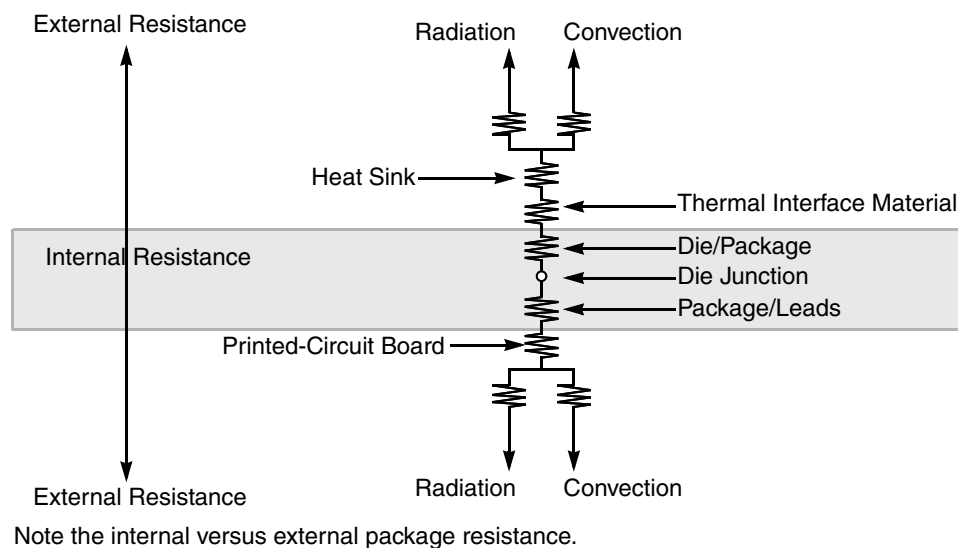 External Resistance
Radiation
Convection
Heat Sink
Thermal Interface Material
Internal Resistance
Die/Package
Die Junction
Package/Leads
Printed-Circuit Board
External Resistance
Radiation
Convection
Note the internal versus external package resistance.